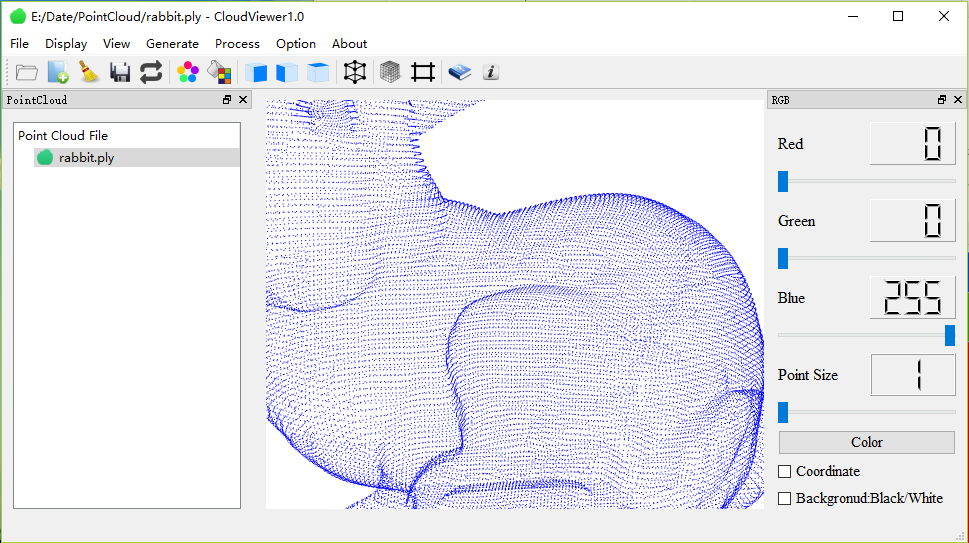 E:/Date/PointCloud/rabbit.ply - CloudViewer1.0
File Display View Generate Process Option About
PointCloud
RGB
Point Cloud File
rabbit.ply
Red 0
Green 0
Blue 255
Point Size 1
Color
Coordinate
Backgronud:Black/White